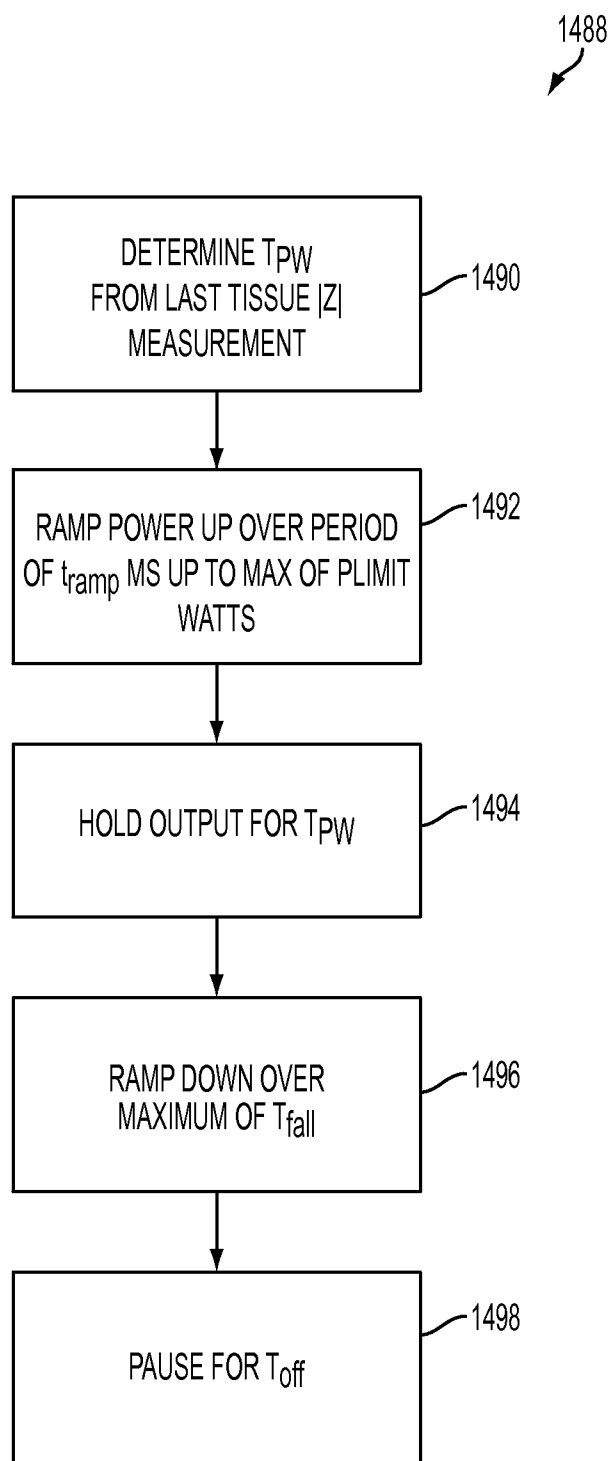 1488
DETERMINE TPW
FROM LAST TISSUE |Z|
MEASUREMENT
1490
RAMP POWER UP OVER PERIOD
OF tramp MS UP TO MAX OF PLIMIT
WATTS
1492
HOLD OUTPUT FOR TPW
1494
RAMP DOWN OVER
MAXIMUM OF Tfall
1496
PAUSE FOR Toff
1498